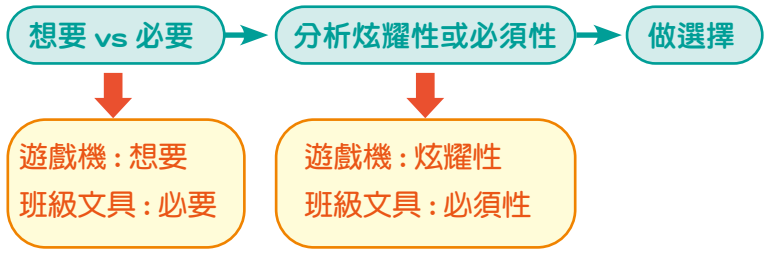 想要 vs 必要
分析炫耀性或必須性
做選擇
遊戲機 : 想要
班級文具 : 必要
遊戲機 : 炫耀性
班級文具 : 必須性